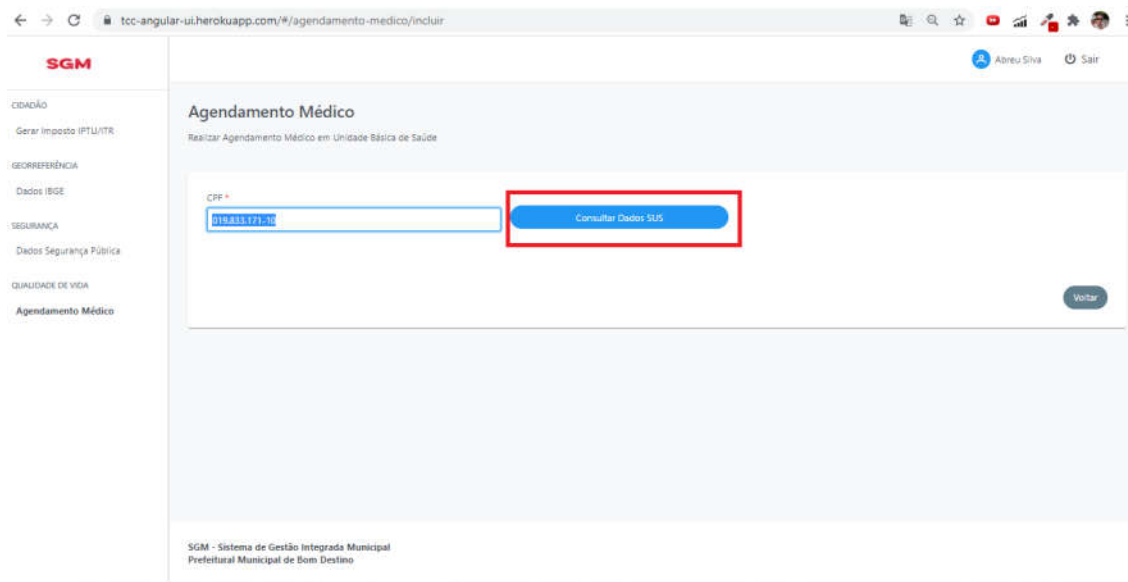 tcc-angular-ui.herokuapp.com/#/agendamento-medico/incluir
SGM
Abreu Silva
Sair
CIDADÃO
Gerar Imposto IPTU/ITR
GEORREFERÊNCIA
Dados IBGE
SEGURANÇA
Dados Segurança Pública
QUALIDADE DE VIDA
Agendamento Médico
Agendamento Médico
Realizar Agendamento Médico em Unidade Básica de Saúde
CPF *
019.833.171-10
Consultar Dados SUS
Voltar
SGM - Sistema de Gestão Integrada Municipal
Prefeitural Municipal de Bom Destino